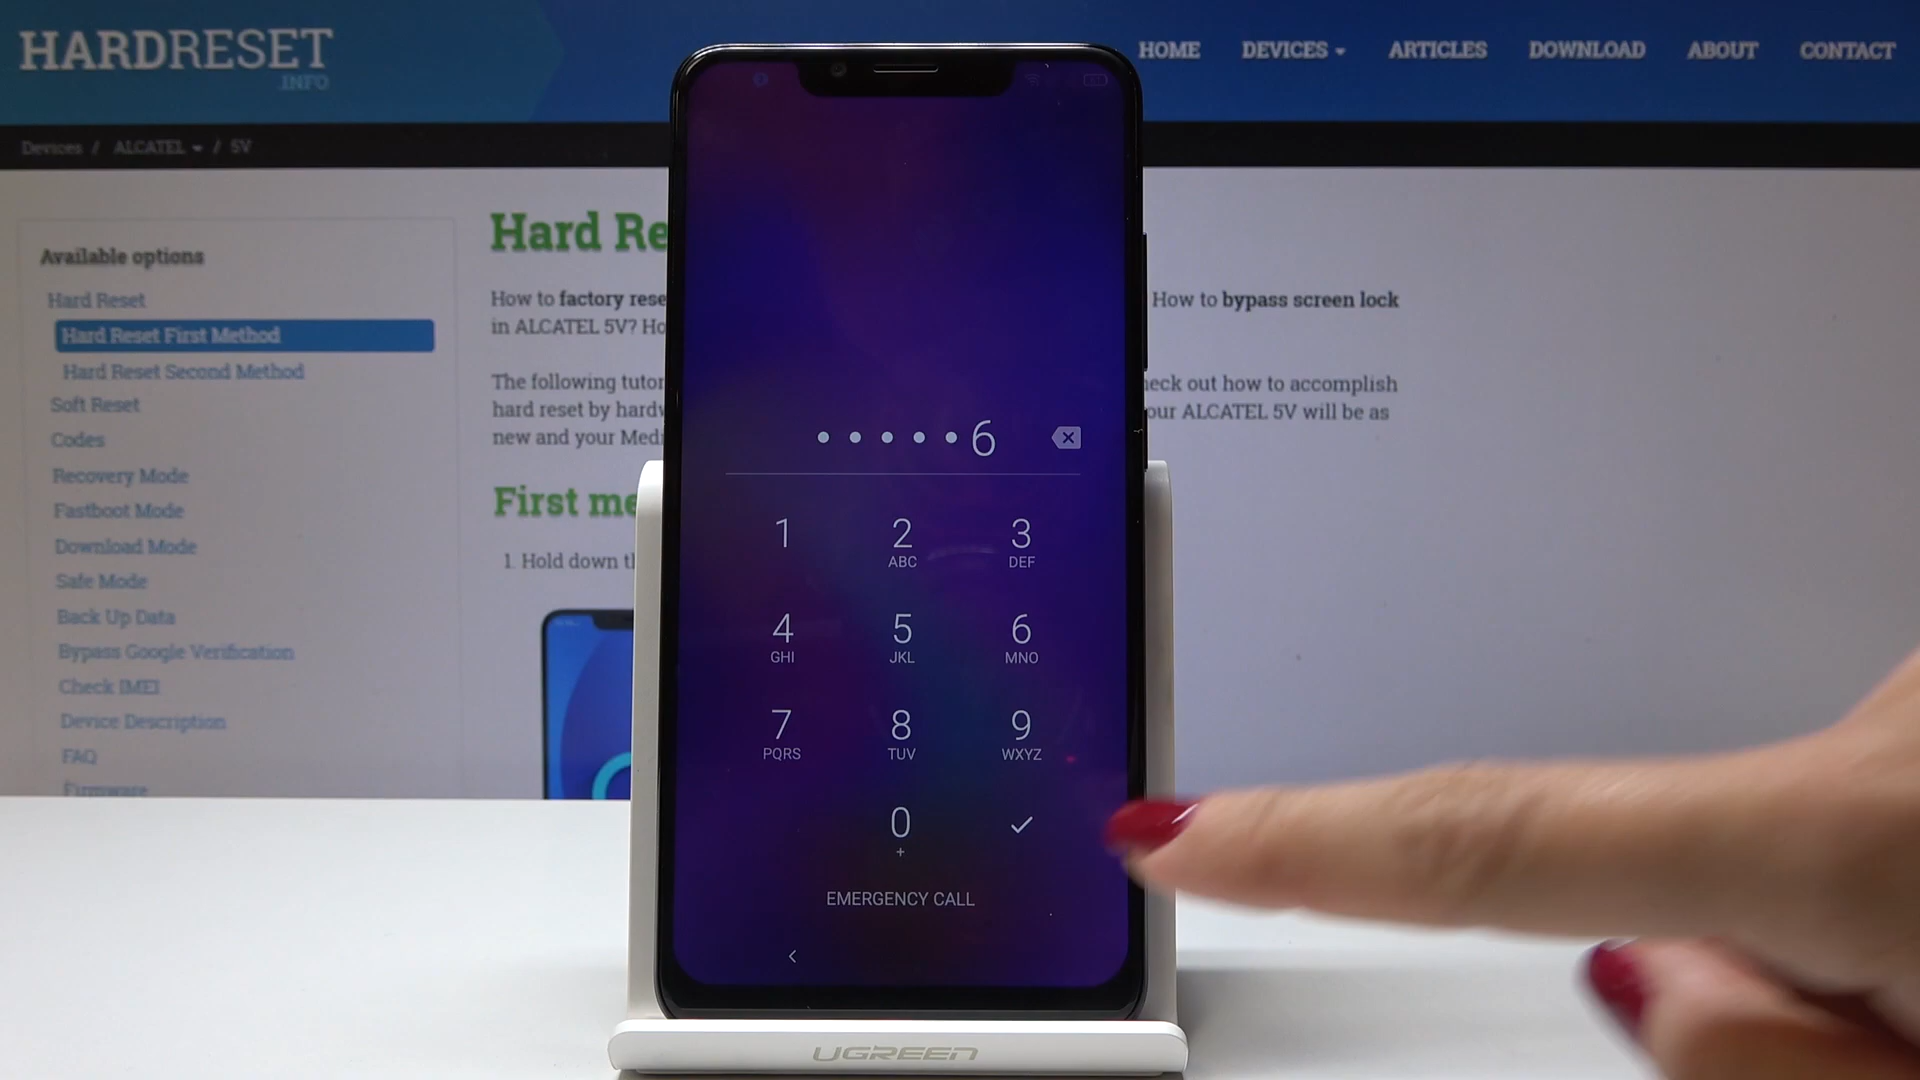 HARDRESET
.INFO
HOME DEVICES ARTICLES DOWNLOAD ABOUT CONTACT
Devices / ALCATEL / 5V
Available options
Hard Reset
Hard Reset First Method
Hard Reset Second Method
Soft Reset
Codes
Recovery Mode
Fastboot Mode
Download Mode
Safe Mode
Back Up Data
Bypass Google Verification
Check IMEI
Device Description
FAQ
Firmware
Hard Re
How to factory rese How to bypass screen lock
in ALCATEL 5V? Ho
The following tutor eck out how to accomplish
hard reset by hardw our ALCATEL 5V will be as
new and your Medi
First me
1. Hold down th
6
1 2 ABC 3 DEF
4 GHI 5 JKL 6 MNO
7 PQRS 8 TUV 9 WXYZ
0 +
EMERGENCY CALL
UGREEN